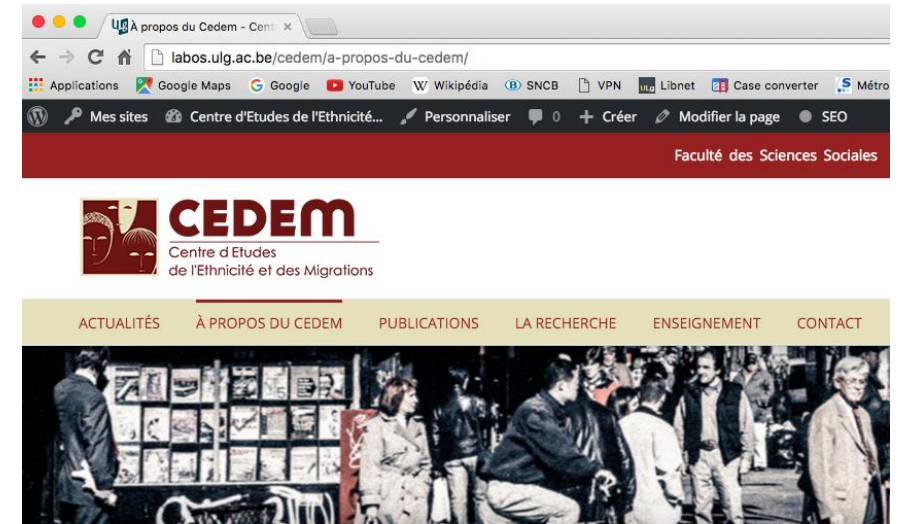 À propos du Cedem - Cent
labos.ulg.ac.be/cedem/a-propos-du-cedem/
Applications Google Maps Google YouTube Wikipédia SNCB VPN Libnet Case converter Métro
Mes sites Centre d'Etudes de l'Ethnicité... Personnaliser 0 Créer Modifier la page SEO
Faculté des Sciences Sociales
CEDEM
Centre d Etudes
de l'Ethnicité et des Migrations
ACTUALITÉS À PROPOS DU CEDEM PUBLICATIONS LA RECHERCHE ENSEIGNEMENT CONTACT